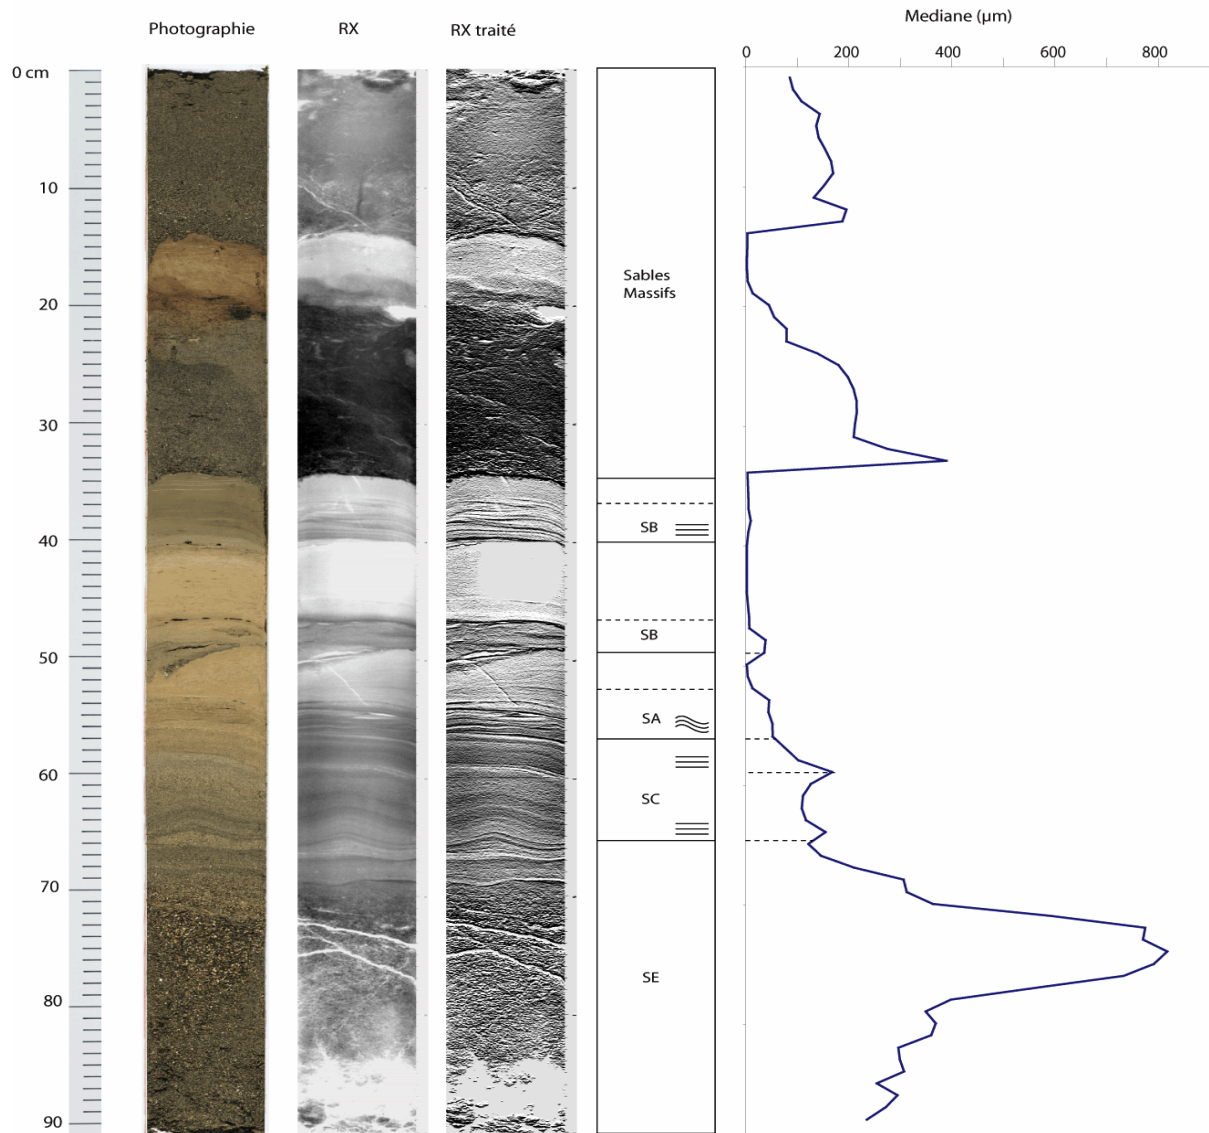 Photographie
RX
RX traité
Mediane (µm)
0
200
400
600
800
0 cm
10
20
30
40
50
60
70
80
90
Sables
Massifs
SB
SB
SA
SC
SE